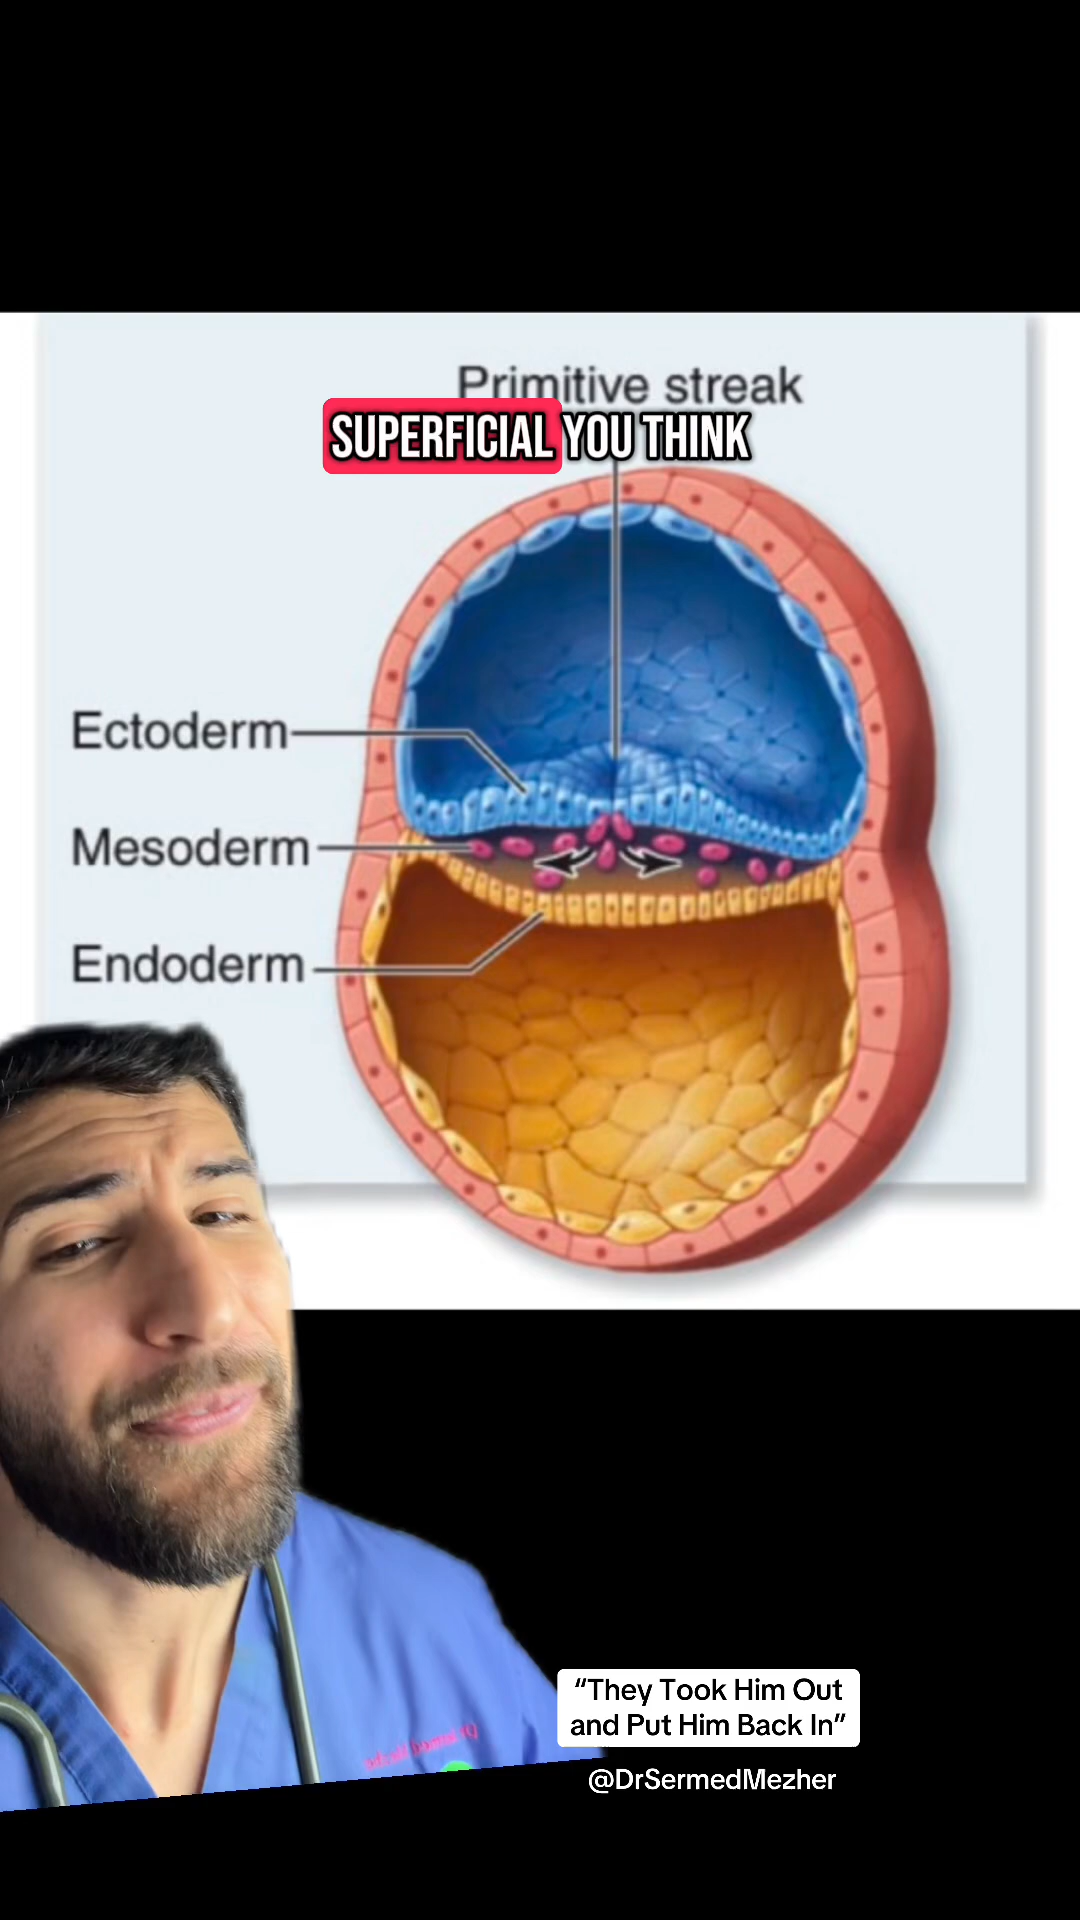 Primitive streak
SUPERFICIAL YOU THINK
Ectoderm
Mesoderm
Endoderm
“They Took Him Out
and Put Him Back In”
@DrSermedMezher